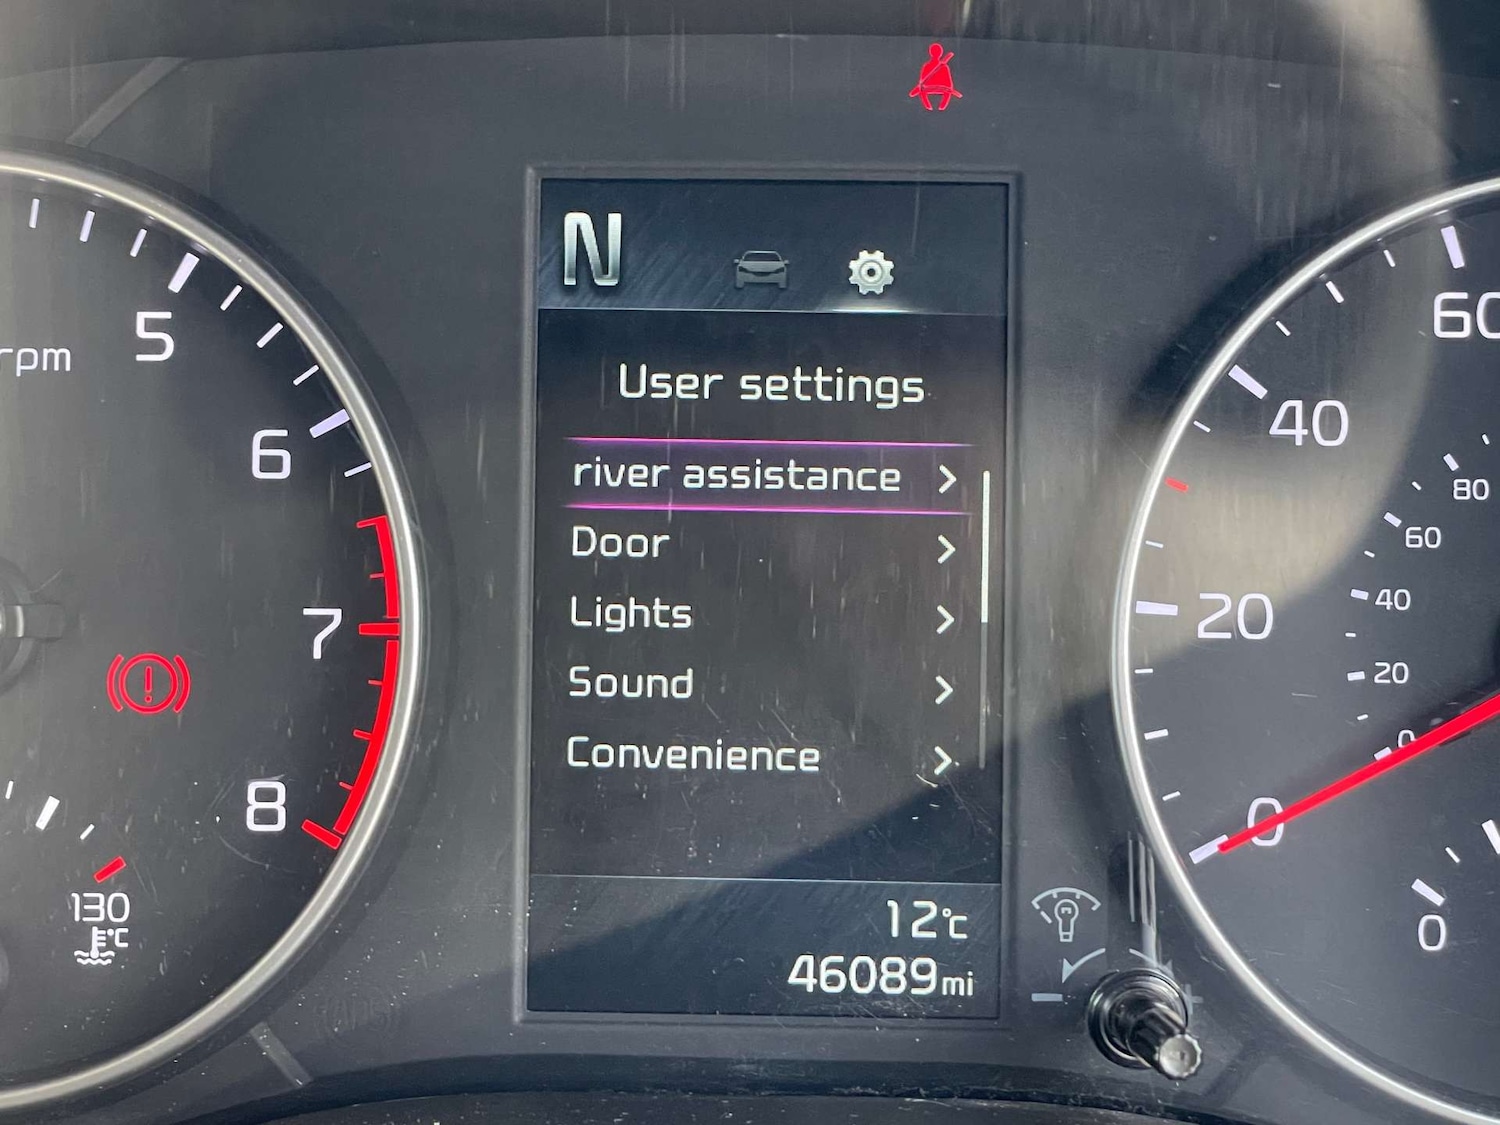 N
User settings
river assistance
Door
Lights
Sound
Convenience
12°C
46089mi
rpm
5
6
7
8
130
°C
60
40
20
0
80
60
40
20
0
0